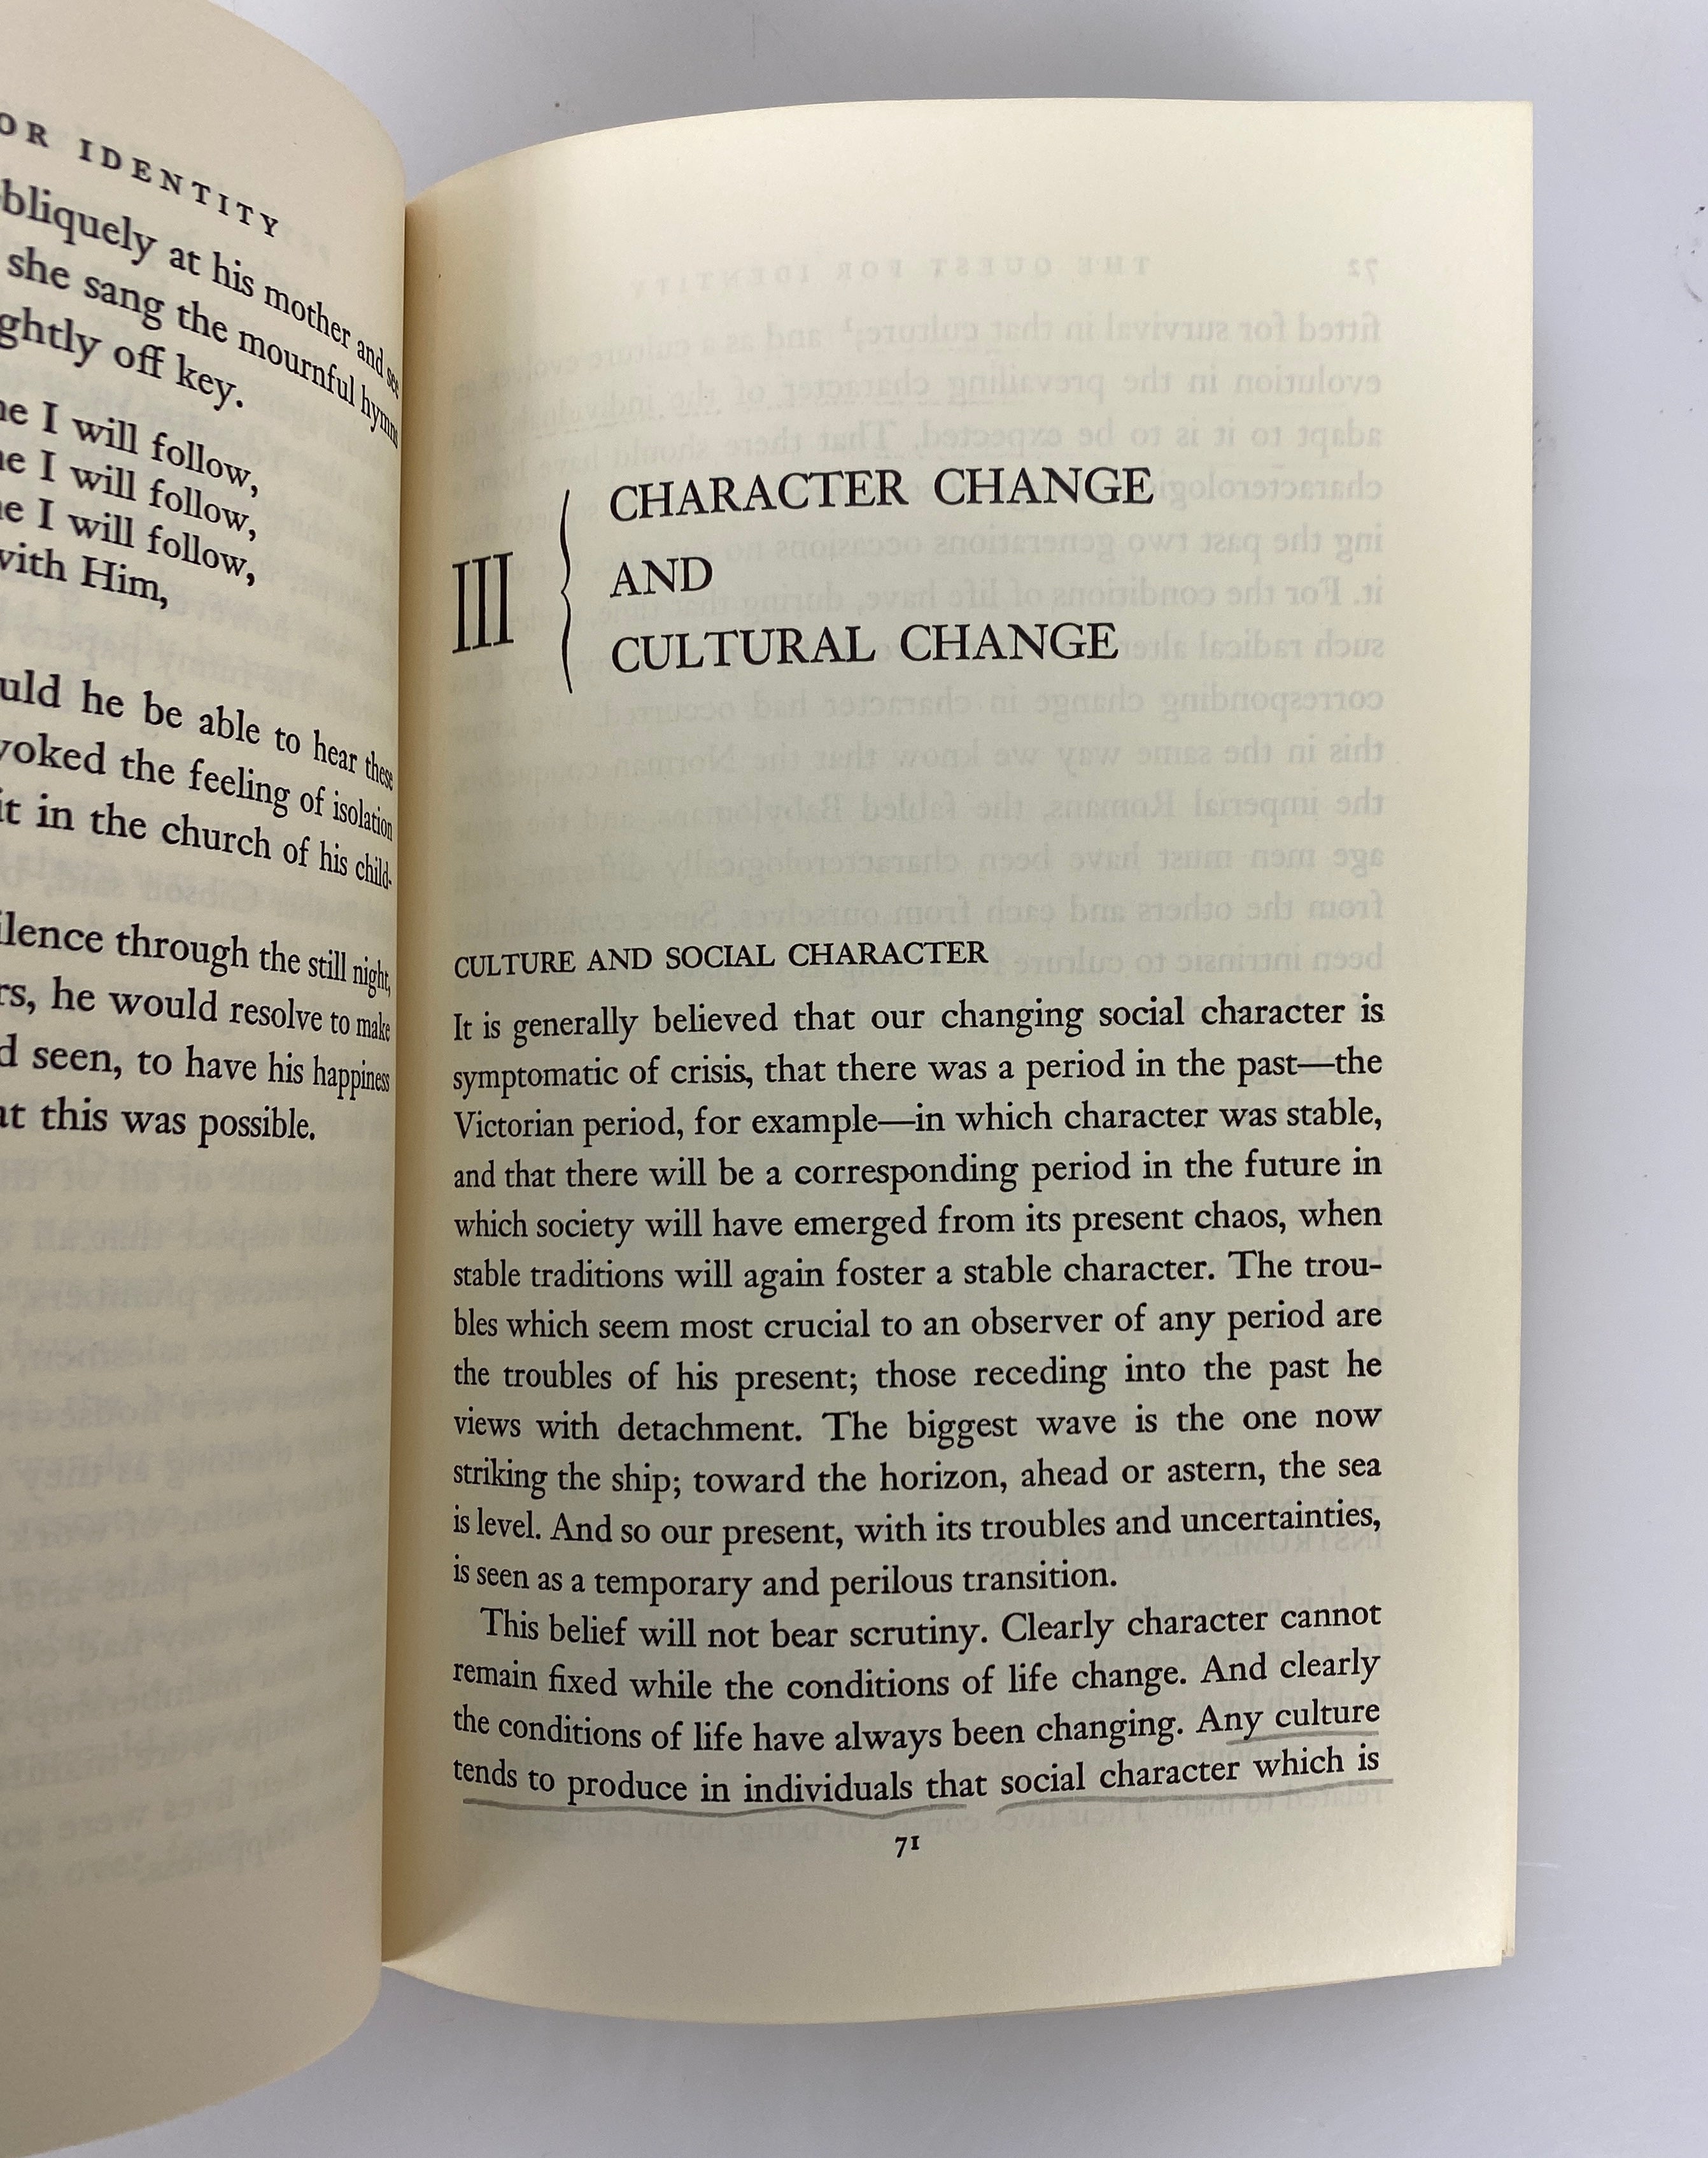 OR IDENTITY
bliquely at his mother and see
she sang the mournful hymns
ghtly off key.
ne I will follow,
ne I will follow,
ne I will follow,
with Him,
uld he be able to hear these
voked the feeling of isolation
it in the church of his child-
ilence through the still night,
rs, he would resolve to make
d seen, to have his happiness
at this was possible.
III
CHARACTER CHANGE
AND
CULTURAL CHANGE
CULTURE AND SOCIAL CHARACTER
It is generally believed that our changing social character is
symptomatic of crisis, that there was a period in the past—the
Victorian period, for example—in which character was stable,
and that there will be a corresponding period in the future in
which society will have emerged from its present chaos, when
stable traditions will again foster a stable character. The trou-
bles which seem most crucial to an observer of any period are
the troubles of his present; those receding into the past he
views with detachment. The biggest wave is the one now
striking the ship; toward the horizon, ahead or astern, the sea
is level. And so our present, with its troubles and uncertainties,
is seen as a temporary and perilous transition.
This belief will not bear scrutiny. Clearly character cannot
remain fixed while the conditions of life change. And clearly
the conditions of life have always been changing. Any culture
tends to produce in individuals that social character which is
71